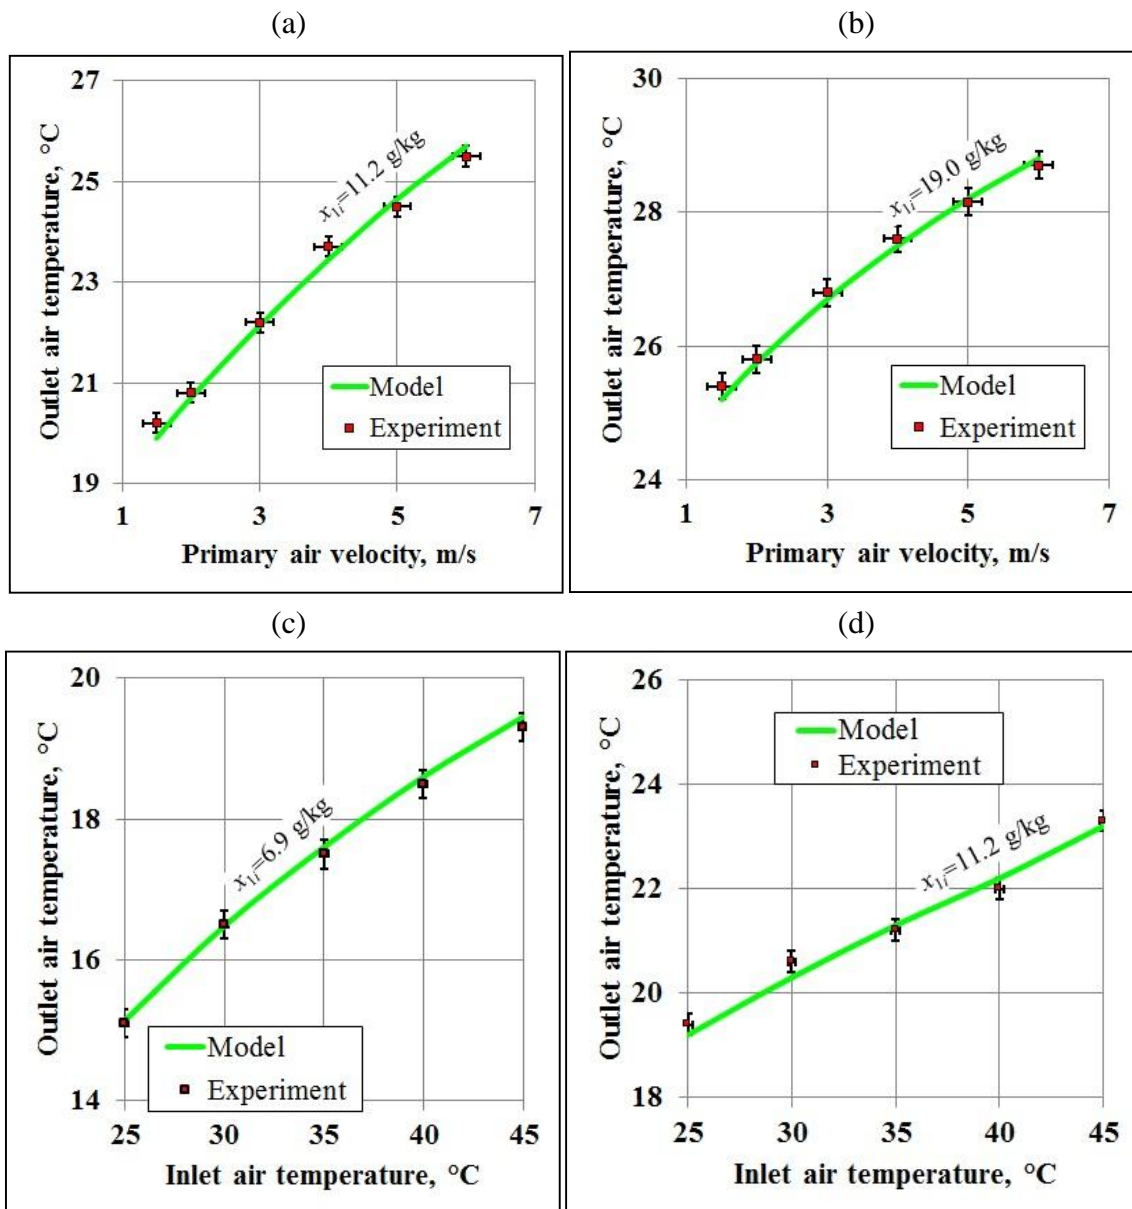 (a)
Outlet air temperature, °C
27
25
23
21
19
1 3 5 7
x1i=11.2 g/kg
Model
Experiment
Primary air velocity, m/s
(b)
Outlet air temperature, °C
30
28
26
24
1 3 5 7
x1i=19.0 g/kg
Model
Experiment
Primary air velocity, m/s
(c)
Outlet air temperature, °C
20
18
16
14
25 30 35 40 45
x1i=6.9 g/kg
Model
Experiment
Inlet air temperature, °C
(d)
Outlet air temperature, °C
26
24
22
20
18
25 30 35 40 45
Model
Experiment
x1i=11.2 g/kg
Inlet air temperature, °C